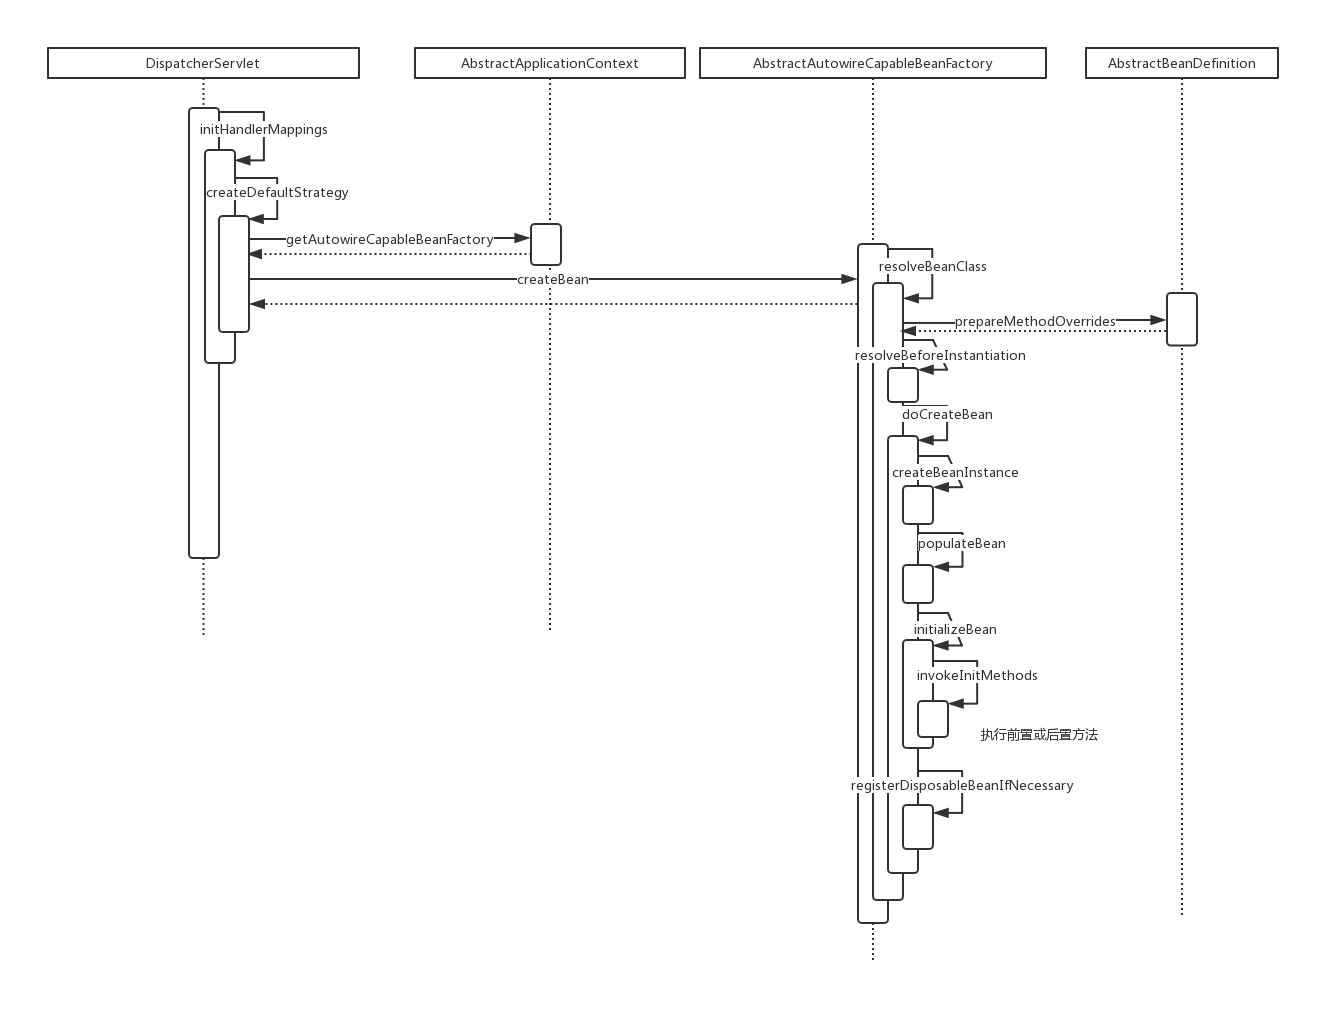 DispatcherServlet
AbstractApplicationContext
AbstractAutowireCapableBeanFactory
AbstractBeanDefinition
initHandlerMappings
createDefaultStrategy
getAutowireCapableBeanFactory
createBean
resolveBeanClass
prepareMethodOverrides
resolveBeforeInstantiation
doCreateBean
createBeanInstance
populateBean
initializeBean
invokeInitMethods
执行前置或后置方法
registerDisposableBeanIfNecessary